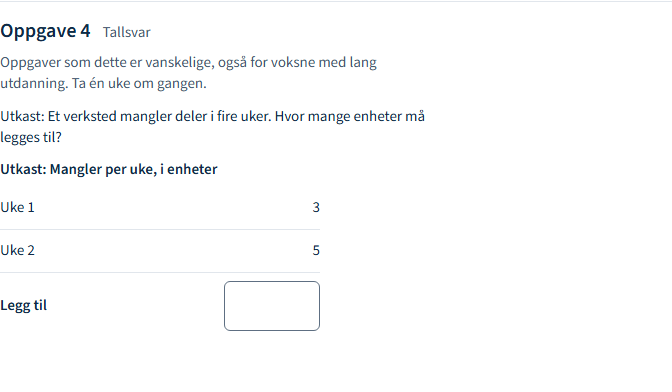 Oppgave 4 Tallsvar
Oppgaver som dette er vanskelige, også for voksne med lang
utdanning. Ta én uke om gangen.
Utkast: Et verksted mangler deler i fire uker. Hvor mange enheter må
legges til?
Utkast: Mangler per uke, i enheter
Uke 1 3
Uke 2 5
Legg til